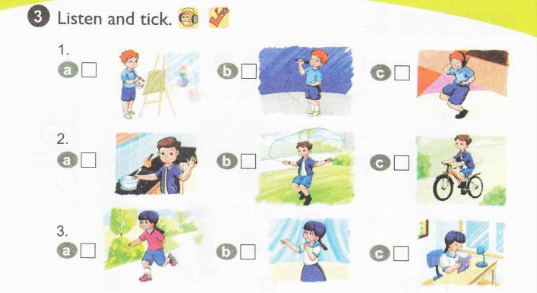 3 Listen and tick.
1.
a b c
2.
a b c
3.
a b c